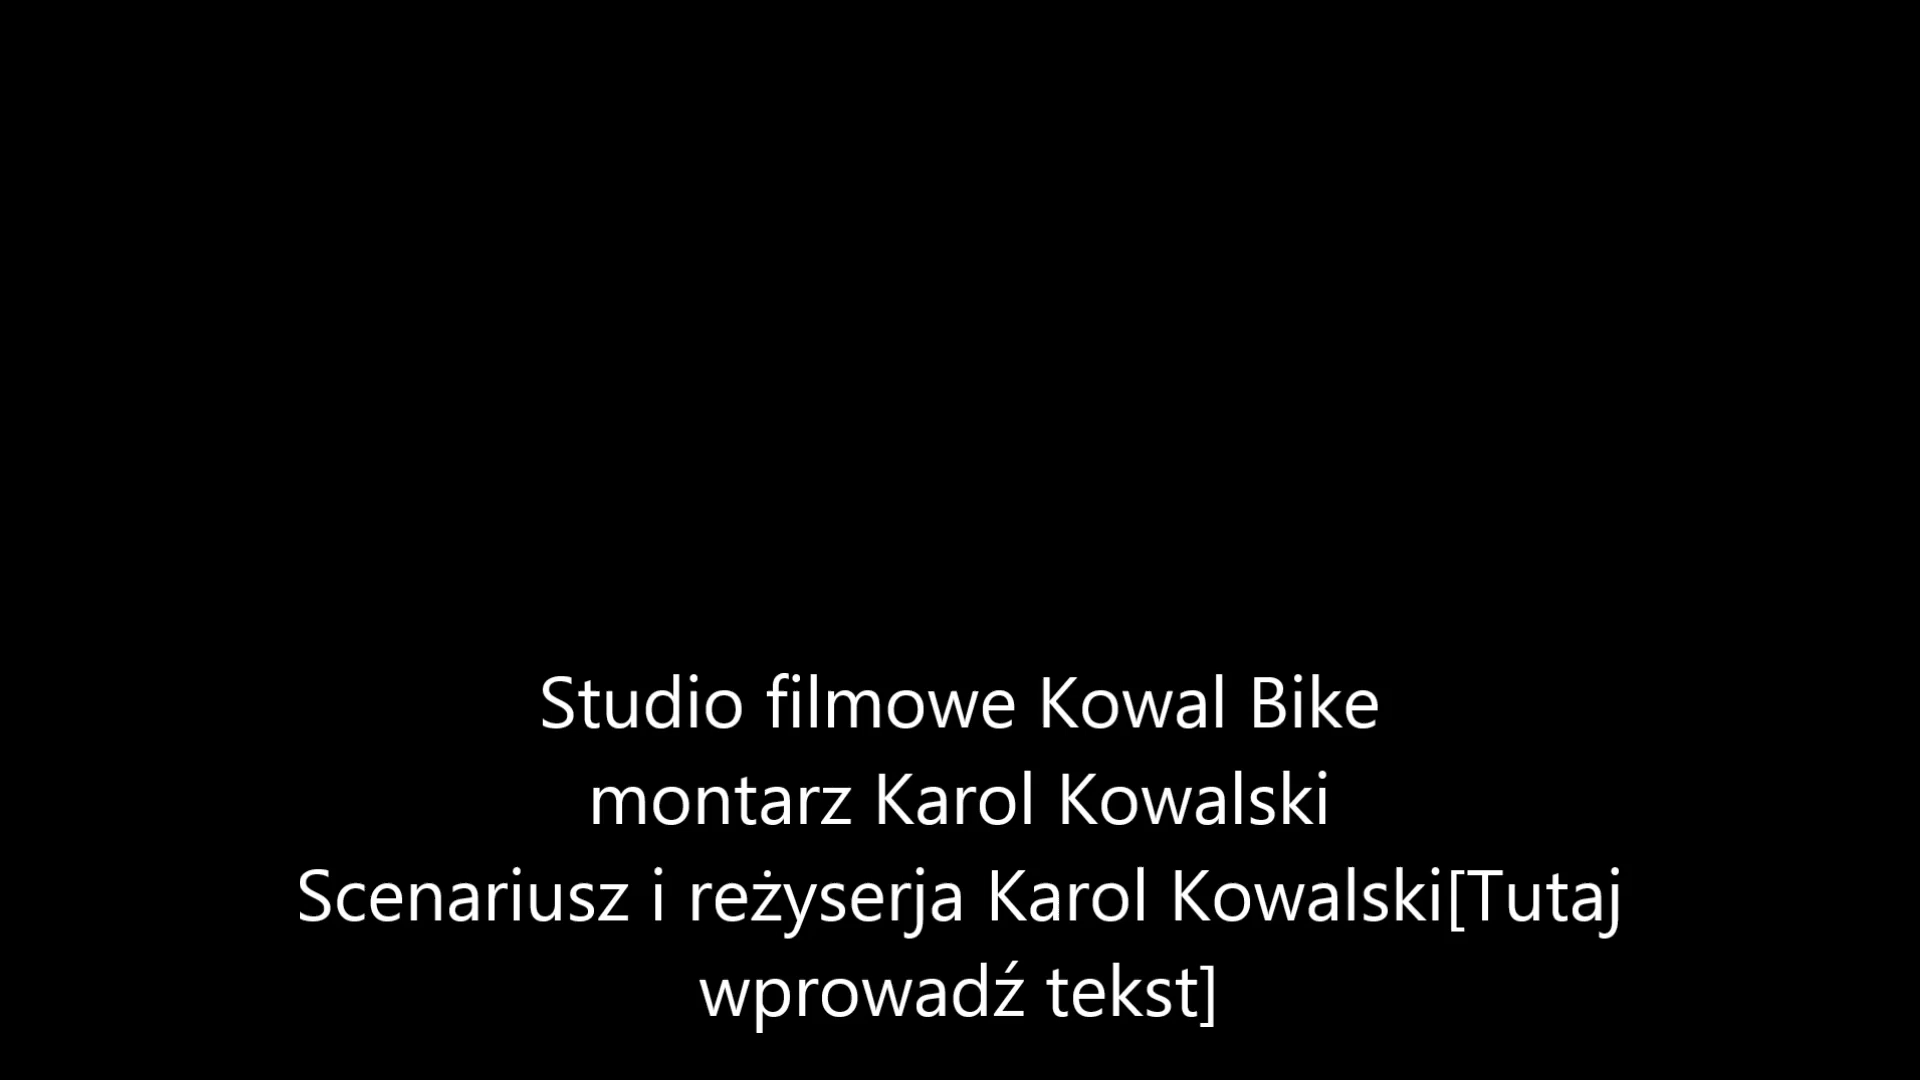 Studio filmowe Kowal Bike
montarz Karol Kowalski
Scenariusz i reżyserja Karol Kowalski[Tutaj
wprowadź tekst]